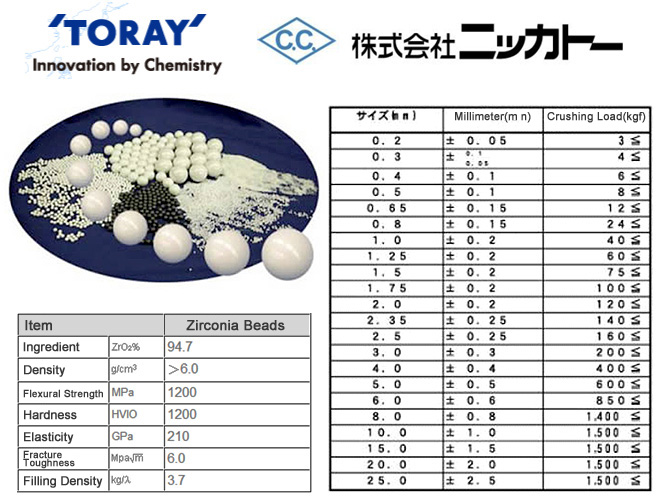 'TORAY'
Innovation by Chemistry
C.C.
株式会社ニッカトー
サイズ(mm) Millimeter(m n) Crushing Load(kgf)
0.2 ± 0.05 3≦
0.3 ± 0.1 0.05 4≦
0.4 ± 0.1 6≦
0.5 ± 0.1 8≦
0.65 ± 0.15 12≦
0.8 ± 0.15 24≦
1.0 ± 0.2 40≦
1.25 ± 0.2 60≦
1.5 ± 0.2 75≦
1.75 ± 0.2 100≦
2.0 ± 0.2 120≦
2.35 ± 0.25 140≦
2.5 ± 0.25 160≦
3.0 ± 0.3 200≦
4.0 ± 0.4 400≦
5.0 ± 0.5 600≦
6.0 ± 0.6 850≦
8.0 ± 0.8 1.400≦
10.0 ± 1.0 1.500≦
15.0 ± 1.5 1.500≦
20.0 ± 2.0 1.500≦
25.0 ± 2.5 1.500≦
Item Zirconia Beads
Ingredient ZrO₂% 94.7
Density g/cm³ ＞6.0
Flexural Strength MPa 1200
Hardness HVIO 1200
Elasticity GPa 210
Fracture Toughness Mpa√m 6.0
Filling Density kg/λ 3.7